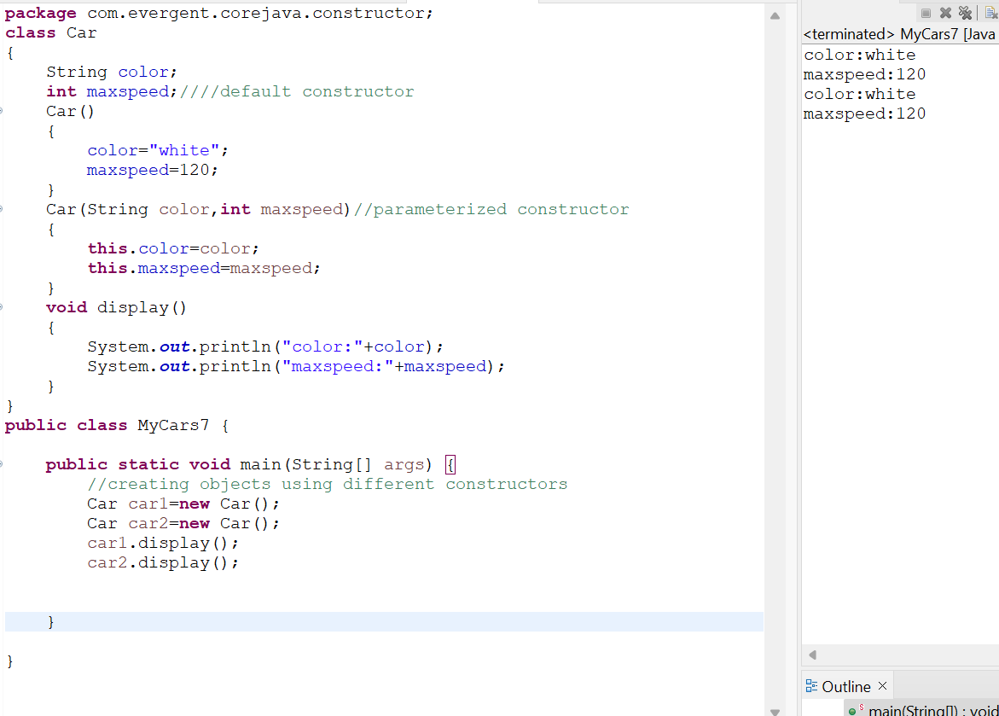 package com.evergent.corejava.constructor;
class Car
{
    String color;
    int maxspeed;////default constructor
    Car()
    {
        color="white";
        maxspeed=120;
    }
    Car(String color,int maxspeed)//parameterized constructor
    {
        this.color=color;
        this.maxspeed=maxspeed;
    }
    void display()
    {
        System.out.println("color:"+color);
        System.out.println("maxspeed:"+maxspeed);
    }
}
public class MyCars7 {
    public static void main(String[] args) {
        //creating objects using different constructors
        Car car1=new Car();
        Car car2=new Car();
        car1.display();
        car2.display();
    }
}
<terminated> MyCars7 [Java
color:white
maxspeed:120
color:white
maxspeed:120
Outline
S
main(String[]) : void